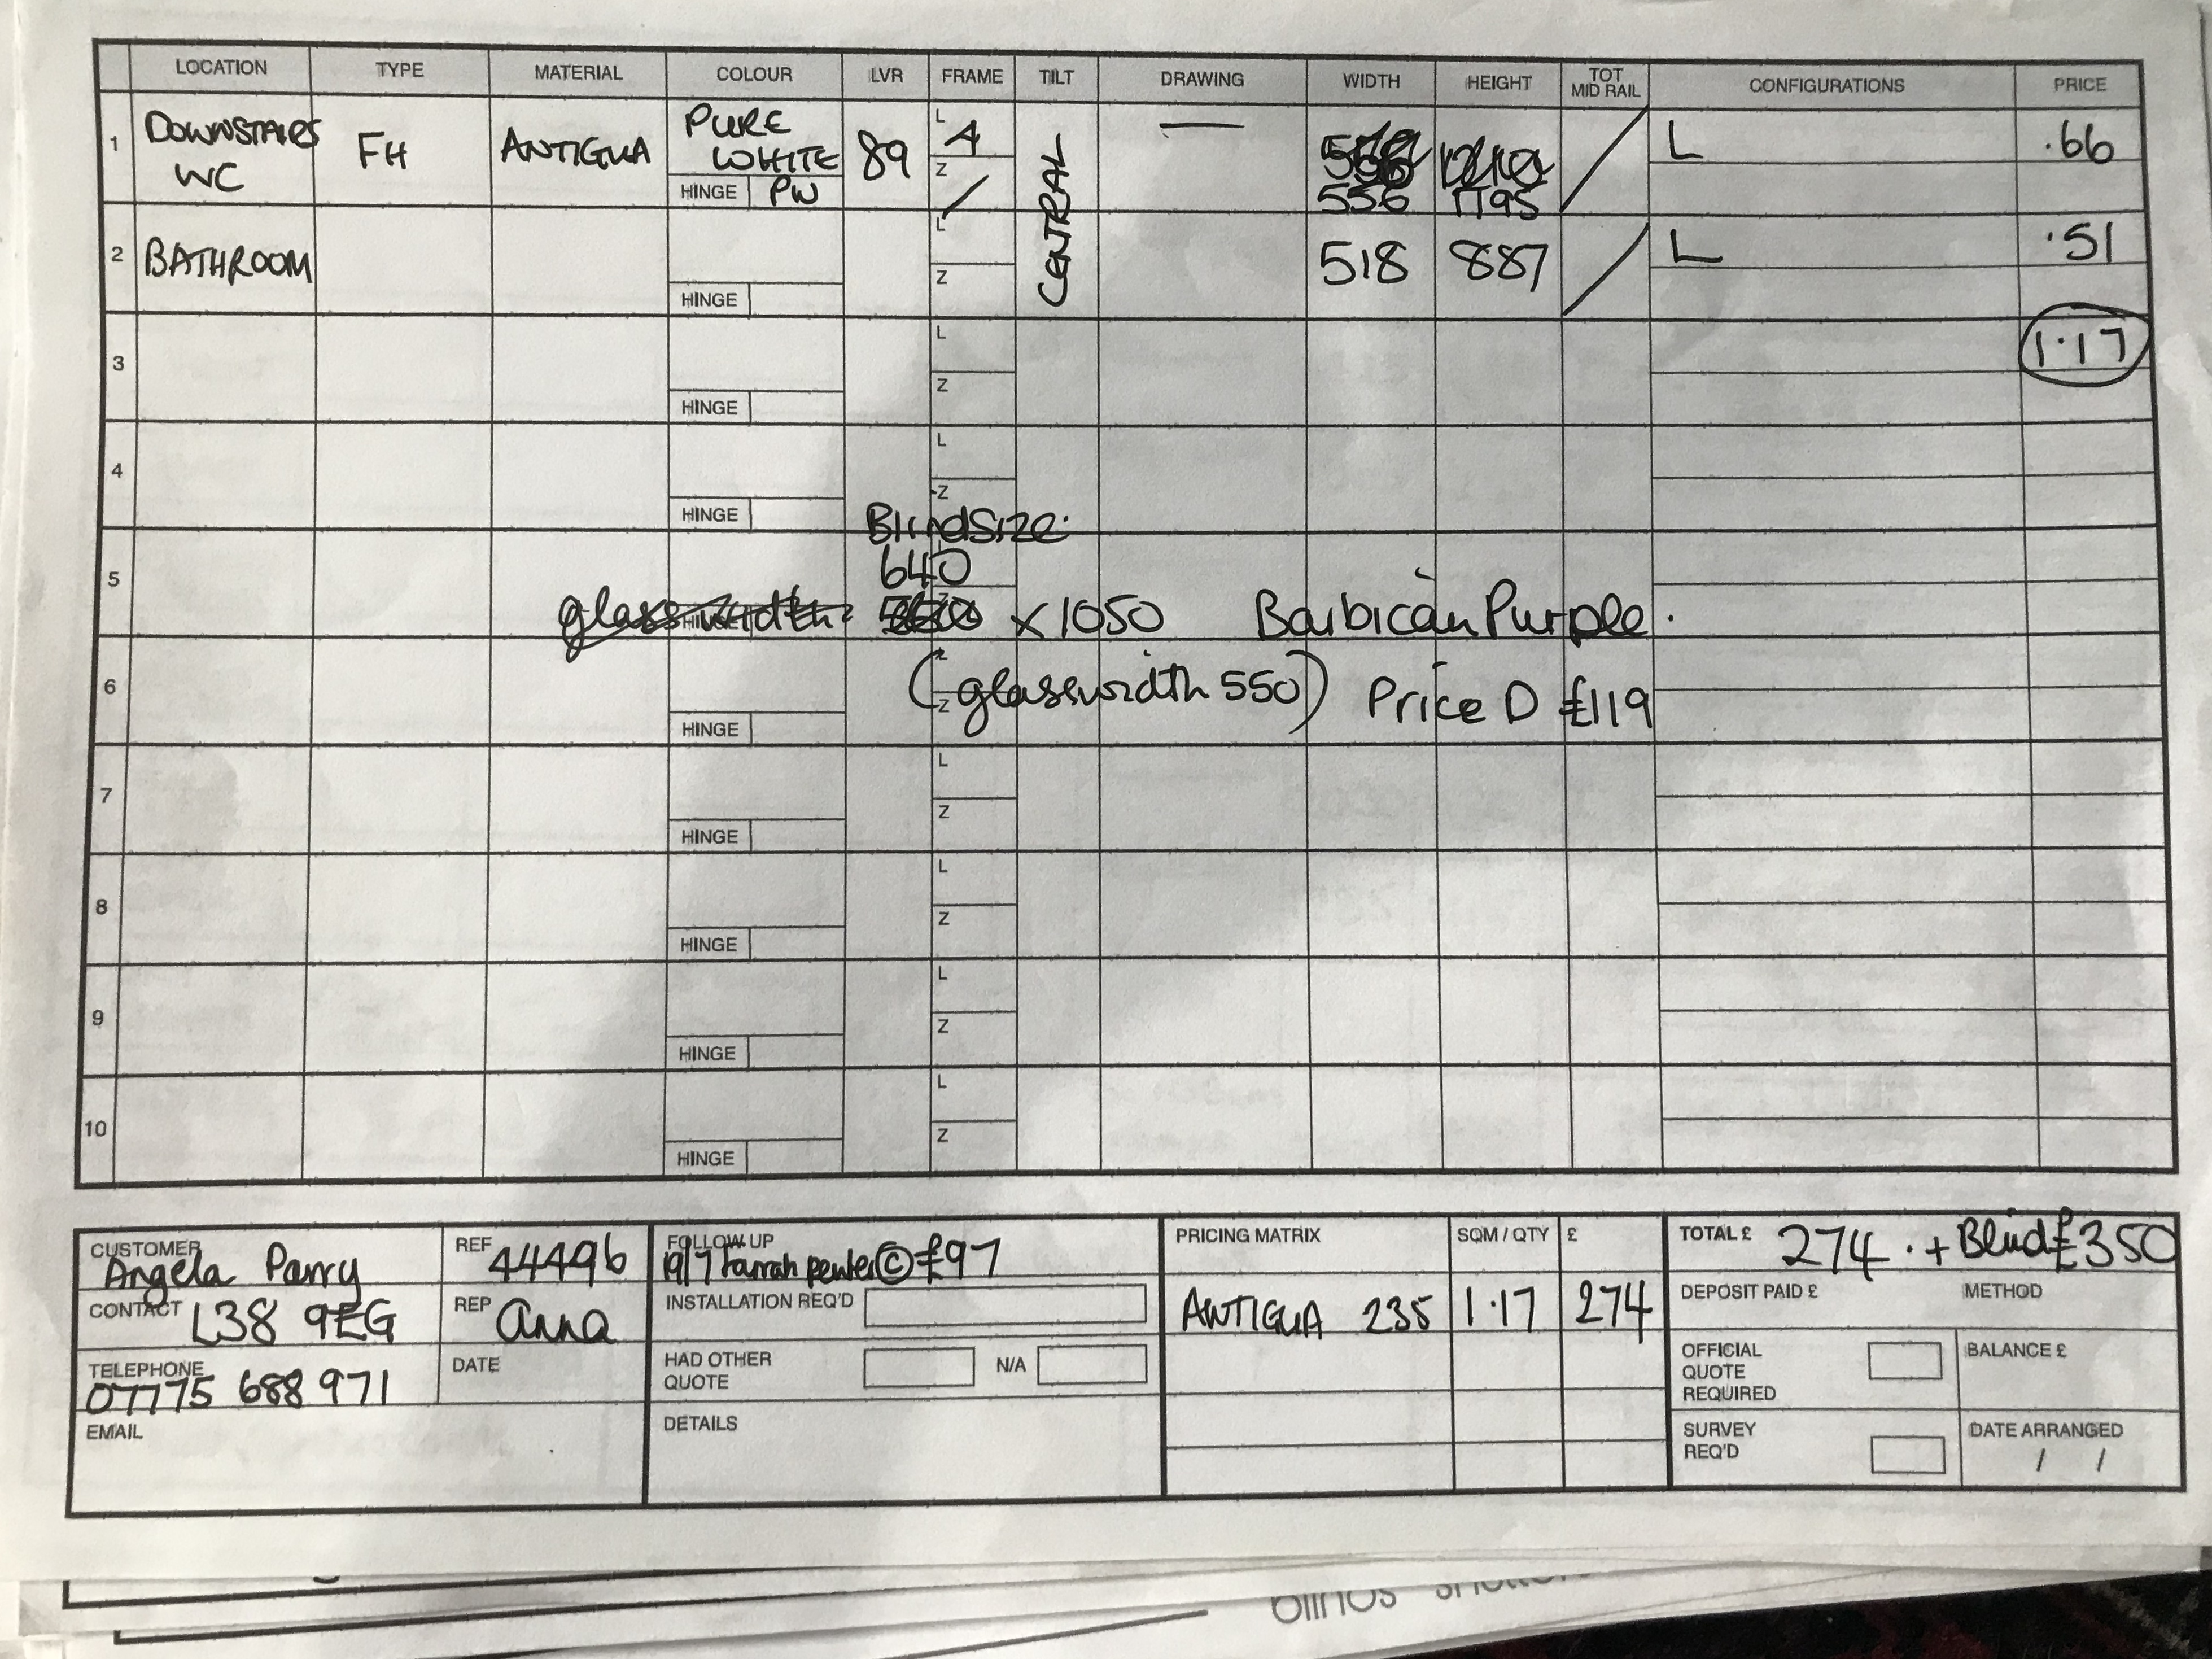 LOCATION TYPE MATERIAL COLOUR LVR FRAME TILT DRAWING WIDTH HEIGHT TOT MID RAIL CONFIGURATIONS PRICE
1 DOWNSTAIRS WC FH ANTIGUA PURE WHITE HINGE PW 89 L 4 Z / CENTRAL — 556 1195 / L .66
2 BATHROOM HINGE L Z 518 887 / L .51
3 HINGE L Z 1.17
4 HINGE L Z
Blindsize.
5 640
glass width HINGE x 1050 Barbican Purple.
6 HINGE L Z (glasswidth 550) Price D £119
7 HINGE L Z
8 HINGE L Z
9 HINGE L Z
10 HINGE L Z
CUSTOMER Angela Parry
REF 44496
CONTACT L38 9EG
REP Anna
TELEPHONE 07775 688 971
DATE
EMAIL
FOLLOW UP
19/7 © £97
INSTALLATION REQ'D
HAD OTHER QUOTE N/A
DETAILS
PRICING MATRIX SQM / QTY £
ANTIGUA 235 1.17 274
TOTAL £ 274 . + Blind £350
DEPOSIT PAID £ METHOD
OFFICIAL QUOTE REQUIRED
BALANCE £
SURVEY REQ'D
DATE ARRANGED
/ /